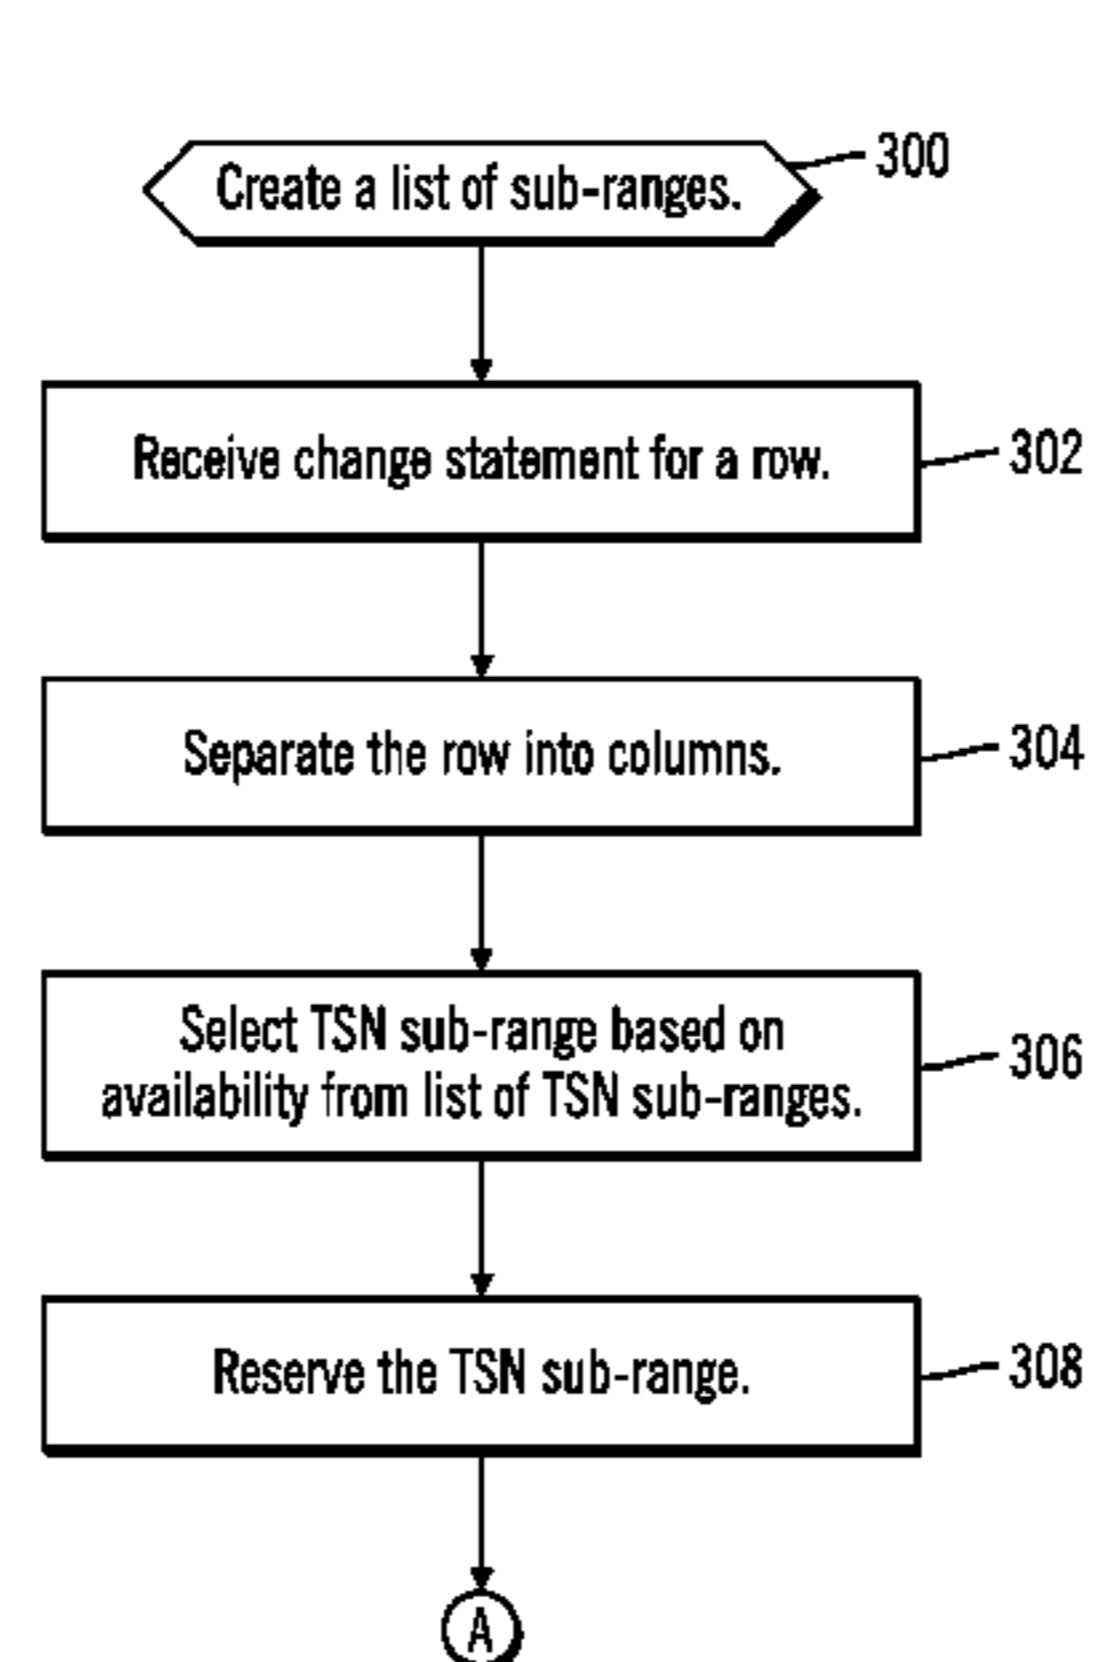 Create a list of sub-ranges.
300
Receive change statement for a row.
302
Separate the row into columns.
304
Select TSN sub-range based on
availability from list of TSN sub-ranges.
306
Reserve the TSN sub-range.
308
A